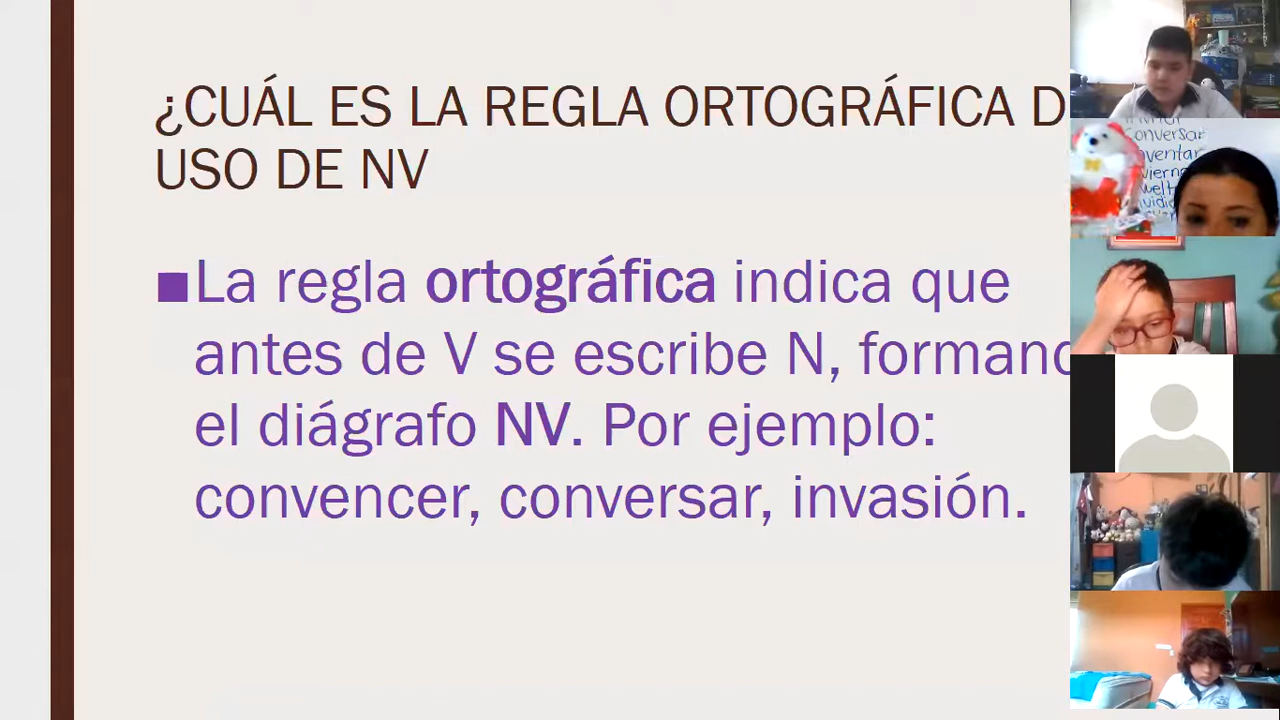 ¿CUÁL ES LA REGLA ORTOGRÁFICA D
USO DE NV
■La regla ortográfica indica que
antes de V se escribe N, formand
el diágrafo NV. Por ejemplo:
convencer, conversar, invasión.
Conversar